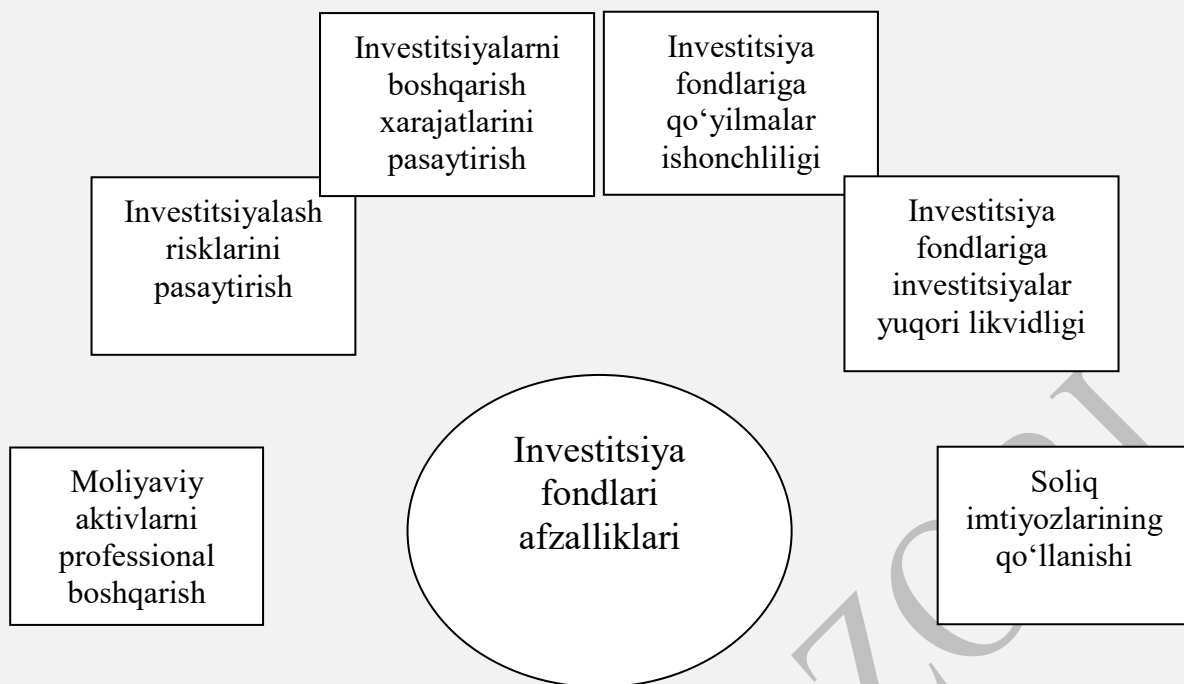 Investitsiyalarni
boshqarish
xarajatlarini
pasaytirish
Investitsiya
fondlariga
qo‘yilmalar
ishonchliligi
Investitsiyalash
risklarini
pasaytirish
Investitsiya
fondlariga
investitsiyalar
yuqori likvidligi
Moliyaviy
aktivlarni
professional
boshqarish
Investitsiya
fondlari
afzalliklari
Soliq
imtiyozlarining
qo‘llanishi